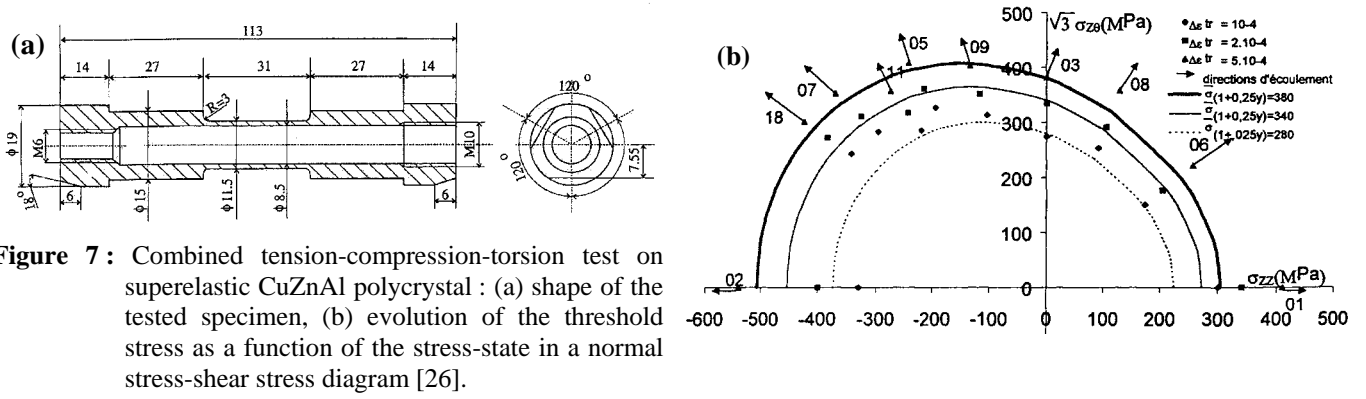 (a)
113
14
27
31
27
14
R=3
φ 19
M6
18°
6
φ 15
φ 11.5
φ 8.5
M10
6
120°
120°
7.55
Figure 7 : Combined tension-compression-torsion test on
superelastic CuZnAl polycrystal : (a) shape of the
tested specimen, (b) evolution of the threshold
stress as a function of the stress-state in a normal
stress-shear stress diagram [26].
(b)
500
√3 σzθ(MPa)
400
300
200
100
0
Δε tr = 10-4
Δε tr = 2.10-4
Δε tr = 5.10-4
directions d'écoulement
σ(1+0,25y)=380
σ(1+0,25y)=340
σ(1+.025y)=280
05
09
03
08
11
07
18
06
02
01
σzz(MPa)
-600 -500 -400 -300 -200 -100 0 100 200 300 400 500